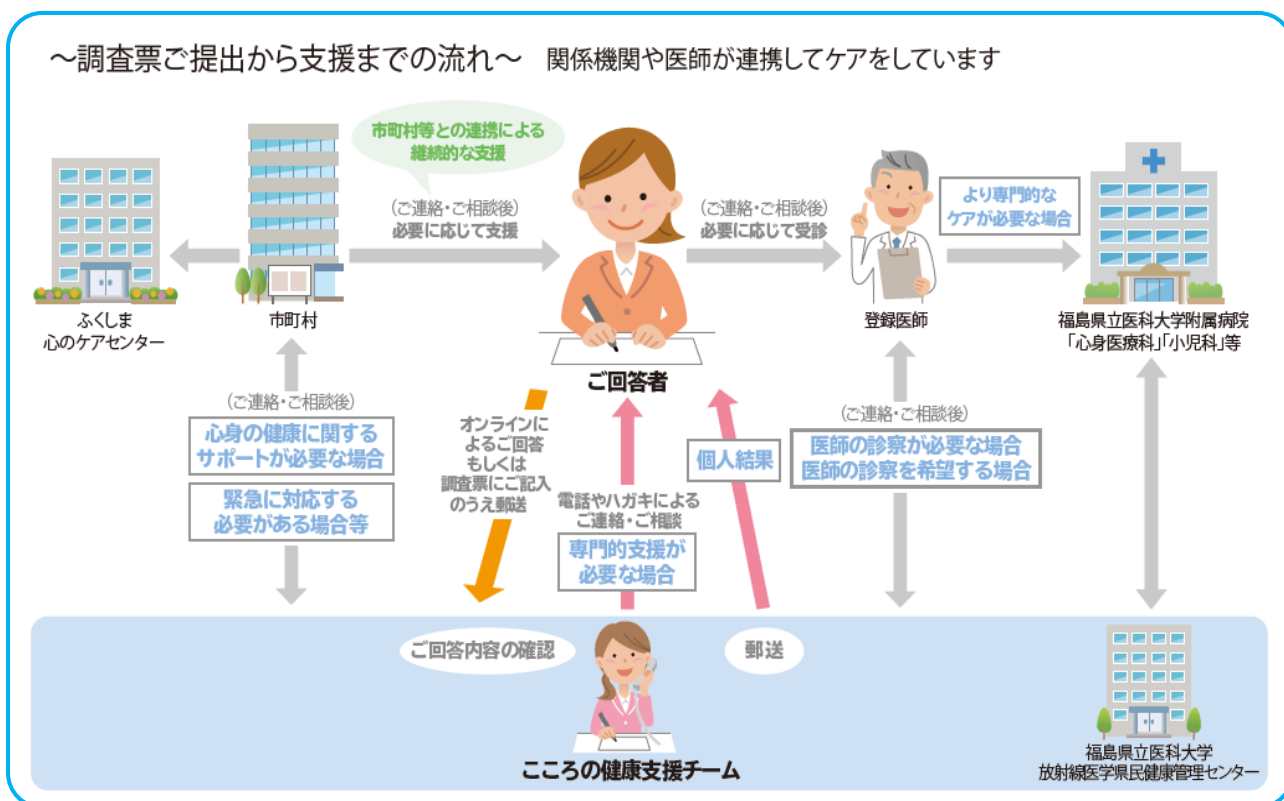 ～調査票ご提出から支援までの流れ～ 関係機関や医師が連携してケアをしています
市町村等との連携による
継続的な支援
(ご連絡・ご相談後)
必要に応じて支援
(ご連絡・ご相談後)
必要に応じて受診
より専門的な
ケアが必要な場合
ふくしま
心のケアセンター
市町村
ご回答者
登録医師
福島県立医科大学附属病院
「心身医療科」「小児科」等
(ご連絡・ご相談後)
心身の健康に関する
サポートが必要な場合
緊急に対応する
必要がある場合等
オンラインに
よるご回答
もしくは
調査票にご記入
のうえ郵送
電話やハガキによる
ご連絡・ご相談
専門的支援が
必要な場合
個人結果
(ご連絡・ご相談後)
医師の診察が必要な場合
医師の診察を希望する場合
ご回答内容の確認
郵送
こころの健康支援チーム
福島県立医科大学
放射線医学県民健康管理センター